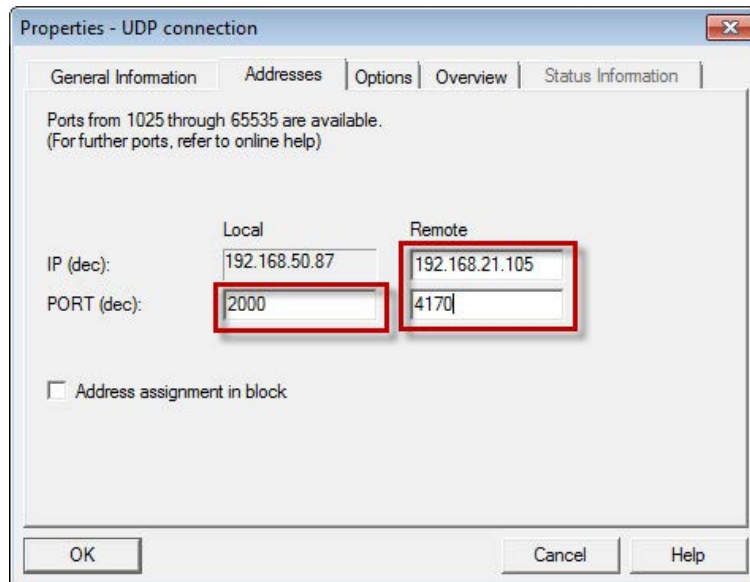 Properties - UDP connection
General Information Addresses Options Overview Status Information
Ports from 1025 through 65535 are available.
(For further ports, refer to online help)
Local Remote
IP (dec): 192.168.50.87 192.168.21.105
PORT (dec): 2000 4170
Address assignment in block
OK Cancel Help